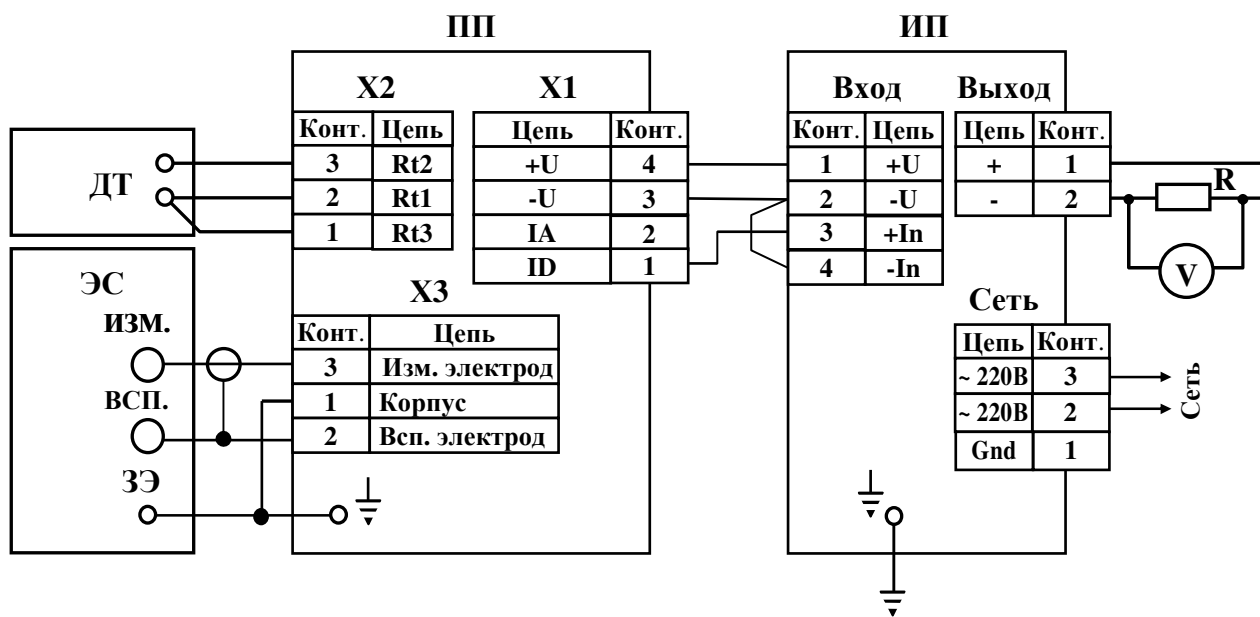 ПП
ИП
X2
X1
Вход
Выход
Конт. Цепь
3 Rt2
2 Rt1
1 Rt3
Цепь Конт.
+U 4
-U 3
IA 2
ID 1
Конт. Цепь
1 +U
2 -U
3 +In
4 -In
Цепь Конт.
+ 1
- 2
R
V
ДТ
ЭС
ИЗМ.
ВСП.
ЗЭ
X3
Конт. Цепь
3 Изм. электрод
1 Корпус
2 Всп. электрод
Сеть
Цепь Конт.
~ 220В 3
~ 220В 2
Gnd 1
Сеть